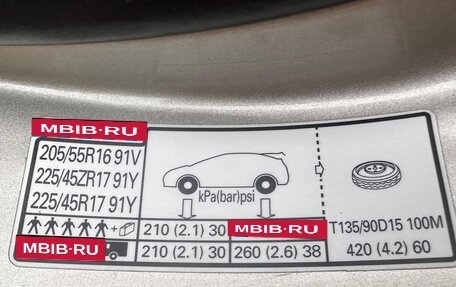 MBIB·RU
205/55R16 91V
225/45ZR17 91Y
225/45R17 91Y
kPa(bar)psi
+ 210 (2.1) 30 MBIB·RU T135/90D15 100M
MBIB·RU 210 (2.1) 30 260 (2.6) 38 420 (4.2) 60